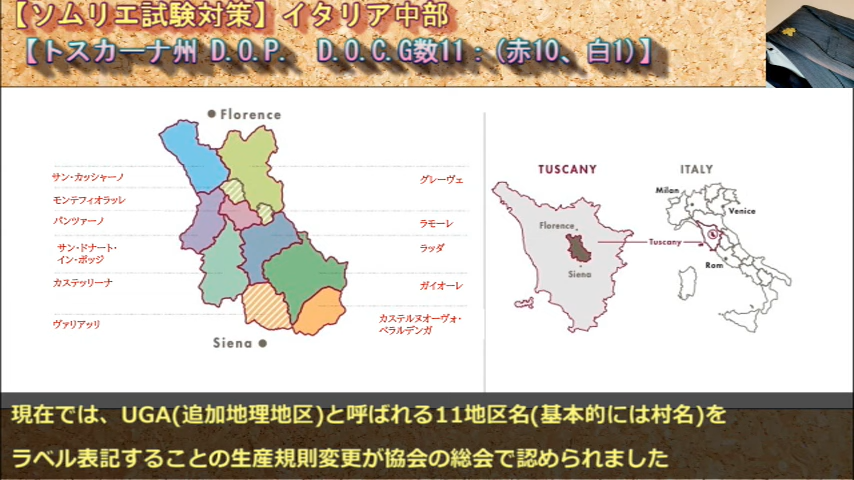 【ソムリエ試験対策】イタリア中部
【トスカーナ州 D.O.P. D.O.C.G数11：(赤10、白1)】
Florence
サン・カッシャーノ
モンテフィオラッレ
パンツァーノ
サン・ドナート・
イン・ポッジ
カステッリーナ
ヴァリアッリ
グレーヴェ
ラモーレ
ラッダ
ガイオーレ
カステルヌオーヴォ・
ベラルデンガ
Siena
TUSCANY
Florence
Siena
ITALY
Milan
Venice
Tuscany
Rom
現在では、UGA(追加地理地区)と呼ばれる11地区名(基本的には村名)を
ラベル表記することの生産規則変更が協会の総会で認められました